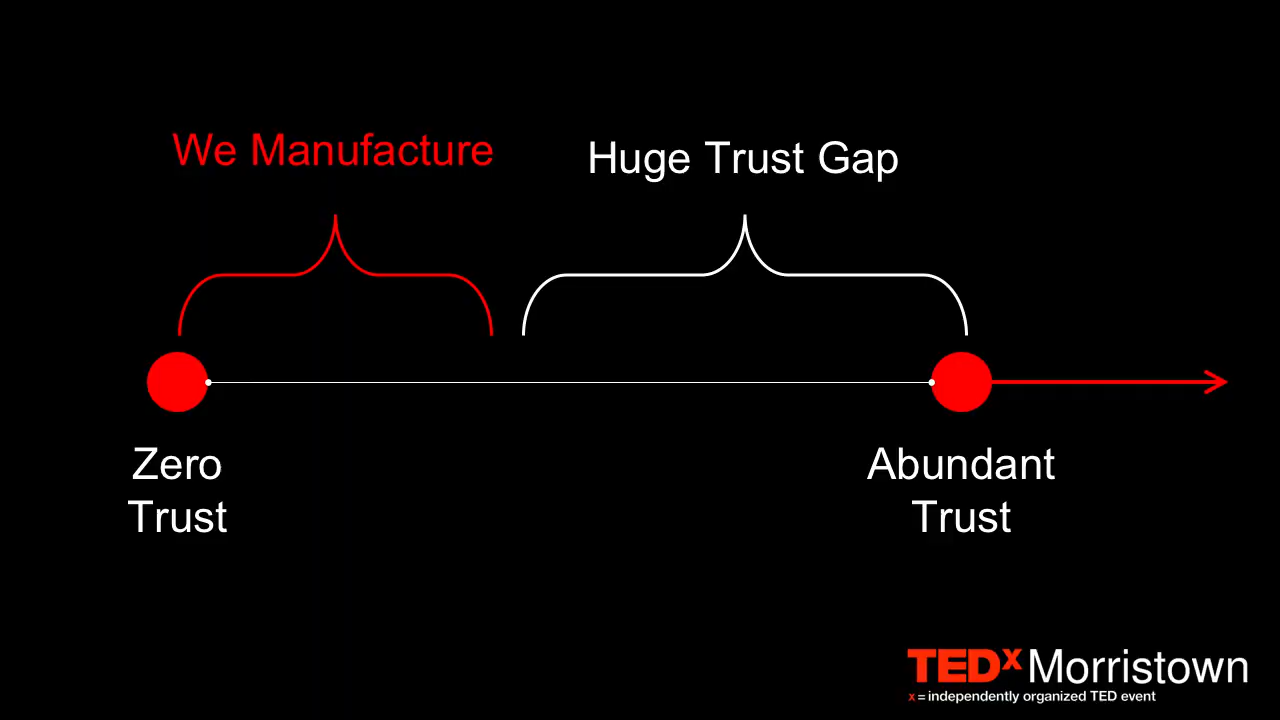 We Manufacture
Huge Trust Gap
Zero
Trust
Abundant
Trust
TEDx Morristown
x = independently organized TED event